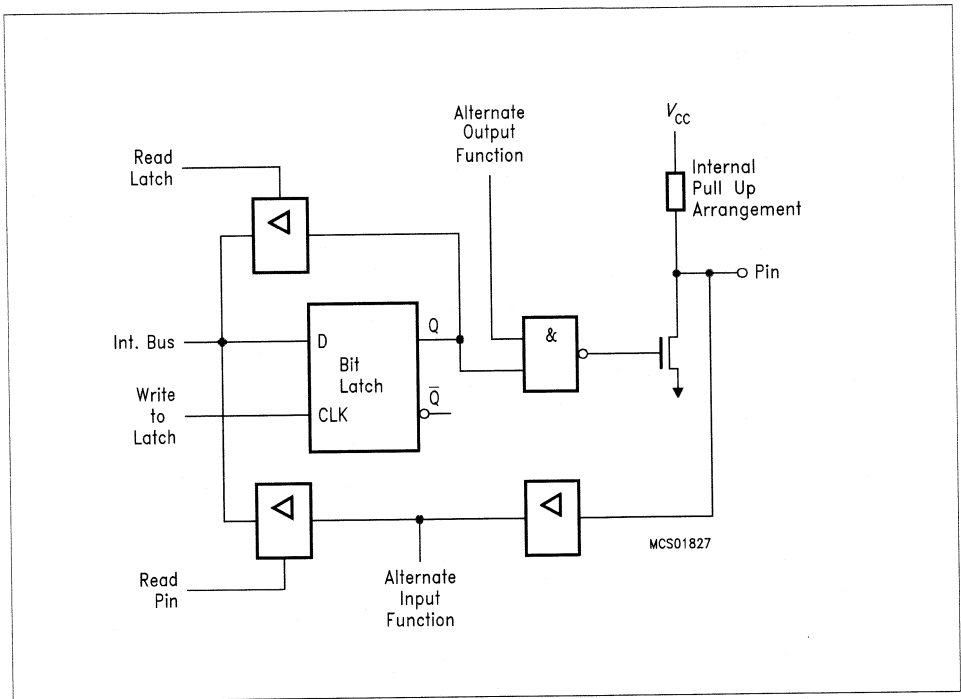 Alternate
Output
Function
VCC
Internal
Pull Up
Arrangement
Read
Latch
Pin
Int. Bus
D
Q
Bit
Latch
Q̅
&
Write
to
Latch
CLK
MCS01827
Read
Pin
Alternate
Input
Function